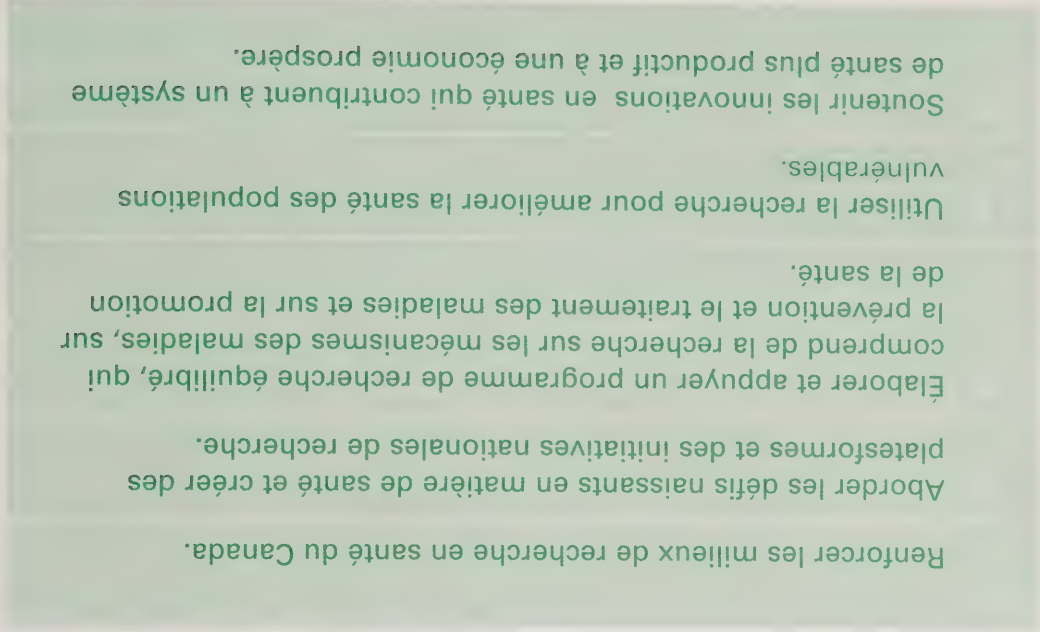 Renforcer les milieux de recherche en santé du Canada.
Aborder les défis naissants en matière de santé et créer des
platesformes et des initiatives nationales de recherche.
Élaborer et appuyer un programme de recherche équilibré, qui
comprend de la recherche sur les mécanismes des maladies, sur
la prévention et le traitement des maladies et sur la promotion
de la santé.
Utiliser la recherche pour améliorer la santé des populations
vulnérables.
Soutenir les innovations en santé qui contribuent à un système
de santé plus productif et à une économie prospère.